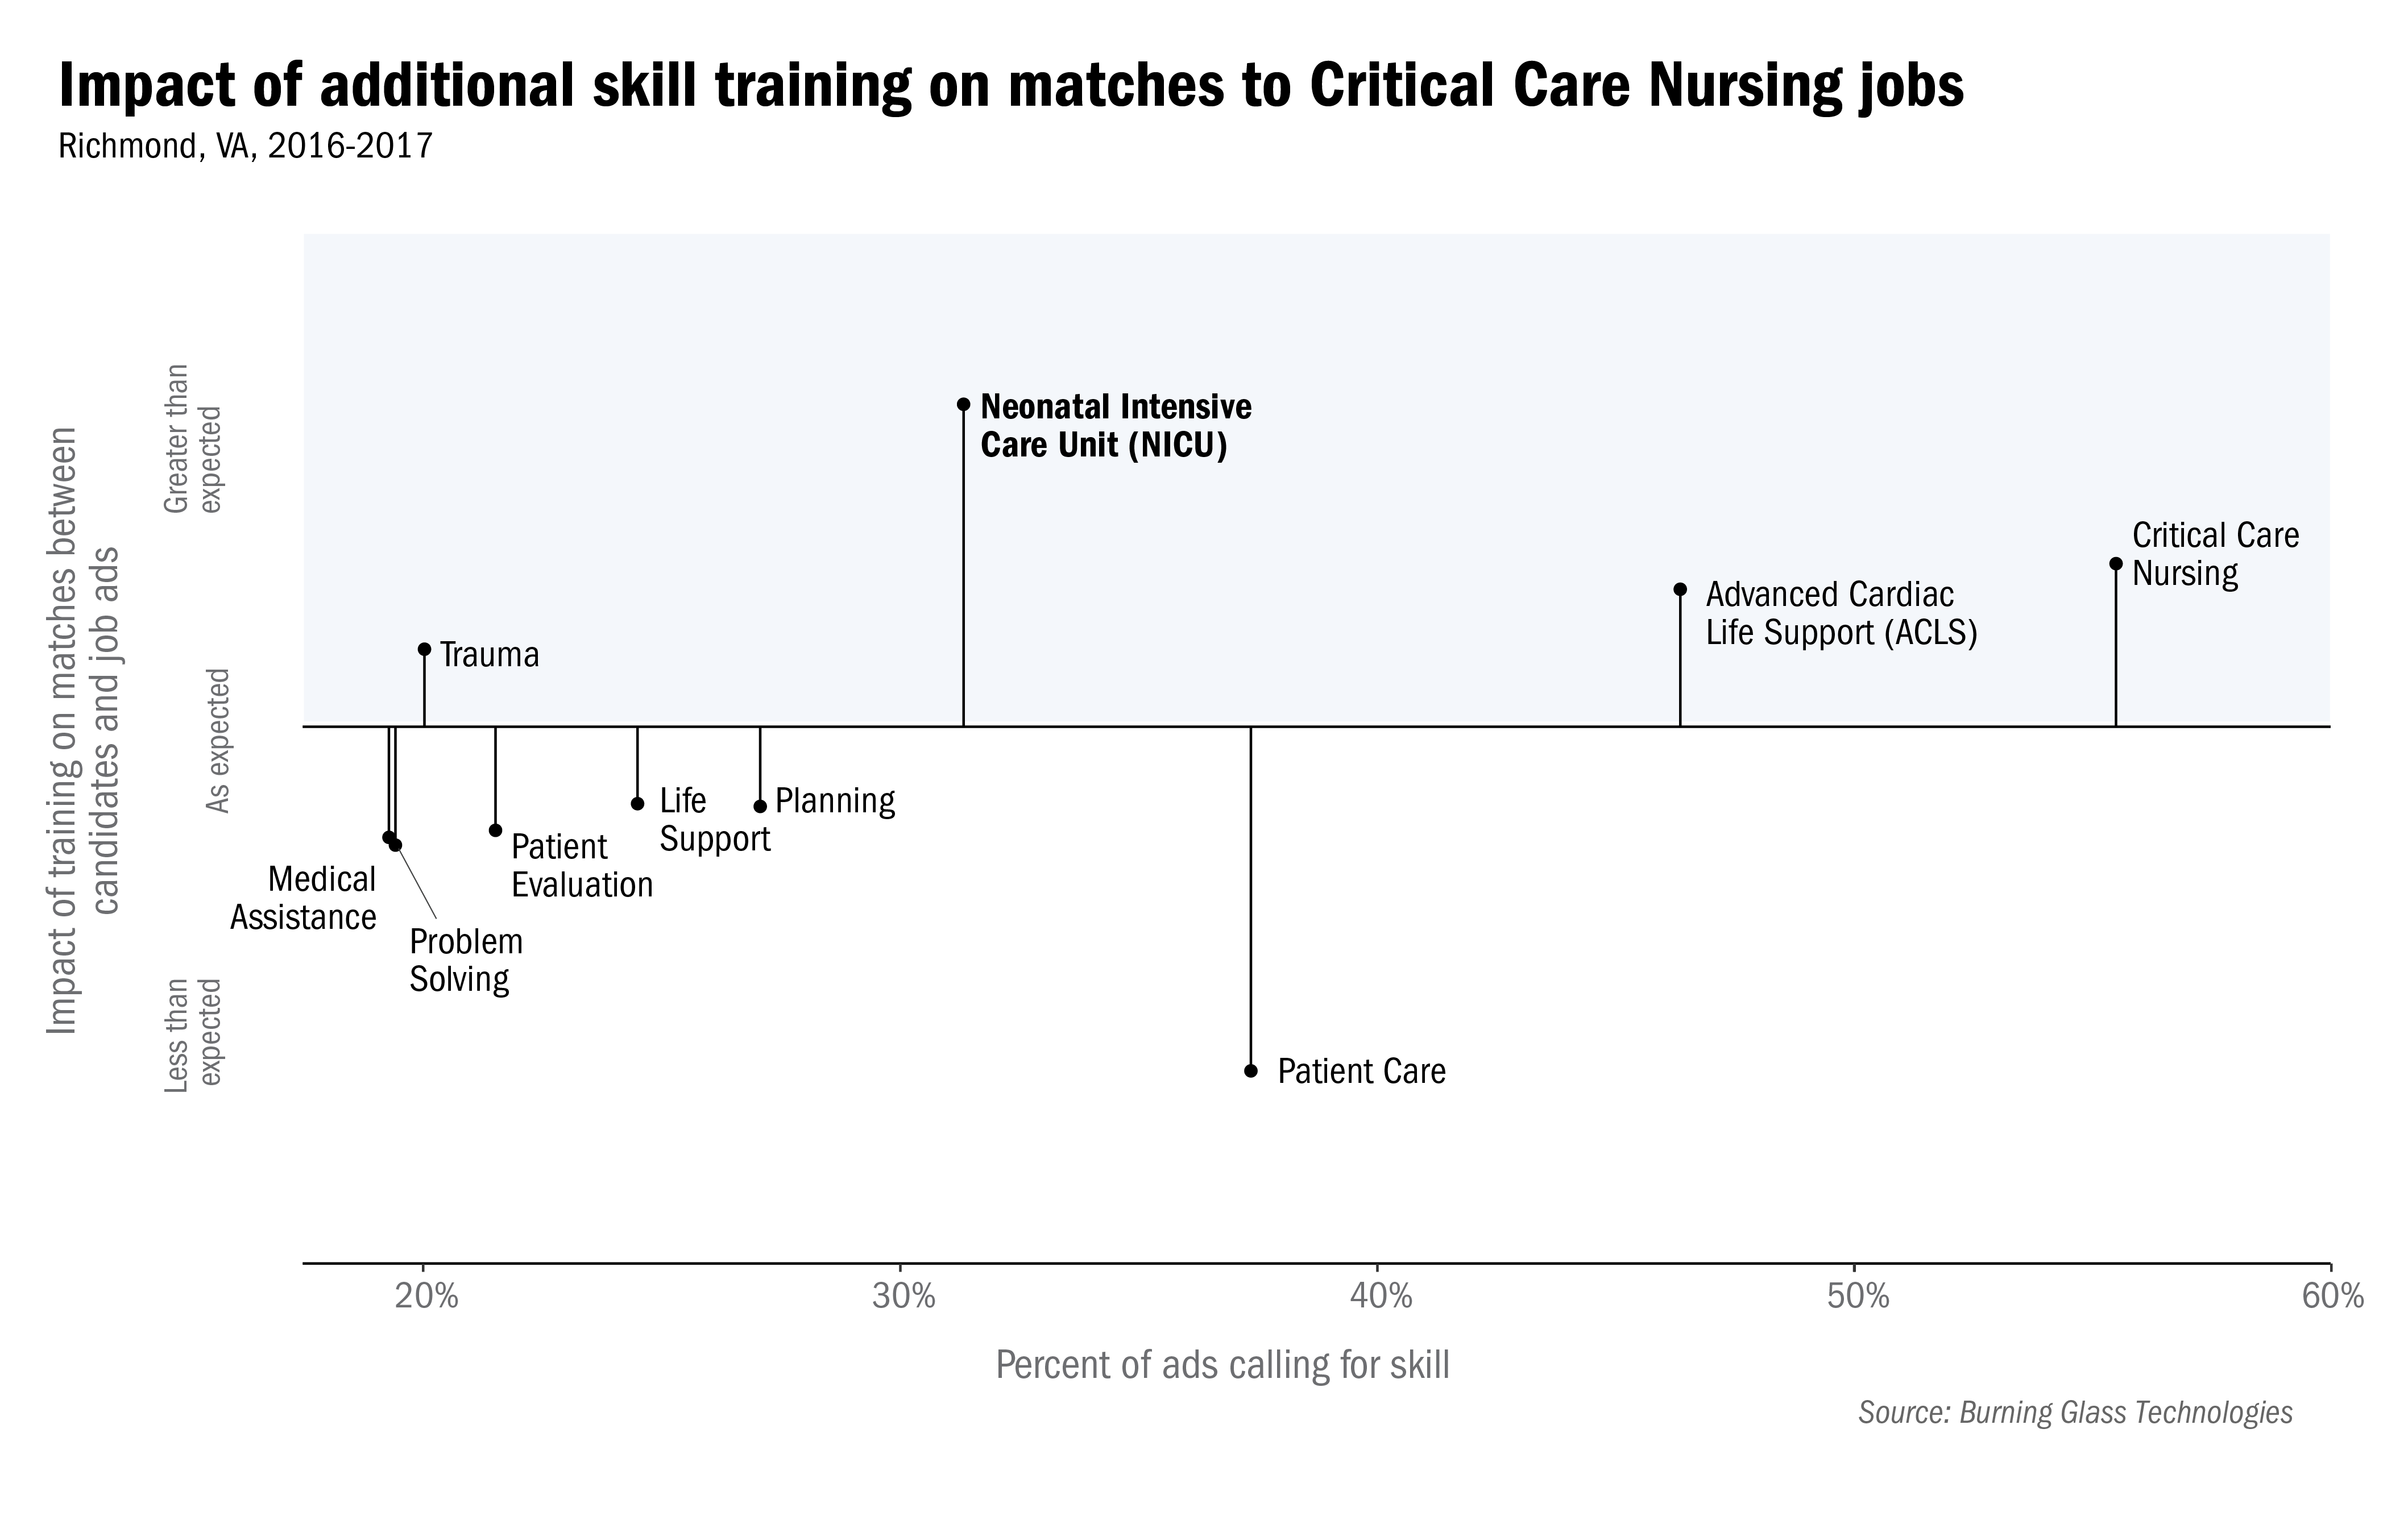 Impact of additional skill training on matches to Critical Care Nursing jobs
Richmond, VA, 2016-2017
Impact of training on matches between
candidates and job ads
Greater than
expected
As expected
Less than
expected
Neonatal Intensive
Care Unit (NICU)
Critical Care
Nursing
Advanced Cardiac
Life Support (ACLS)
Trauma
Life
Support
Planning
Patient
Evaluation
Medical
Assistance
Problem
Solving
Patient Care
20%
30%
40%
50%
60%
Percent of ads calling for skill
Source: Burning Glass Technologies